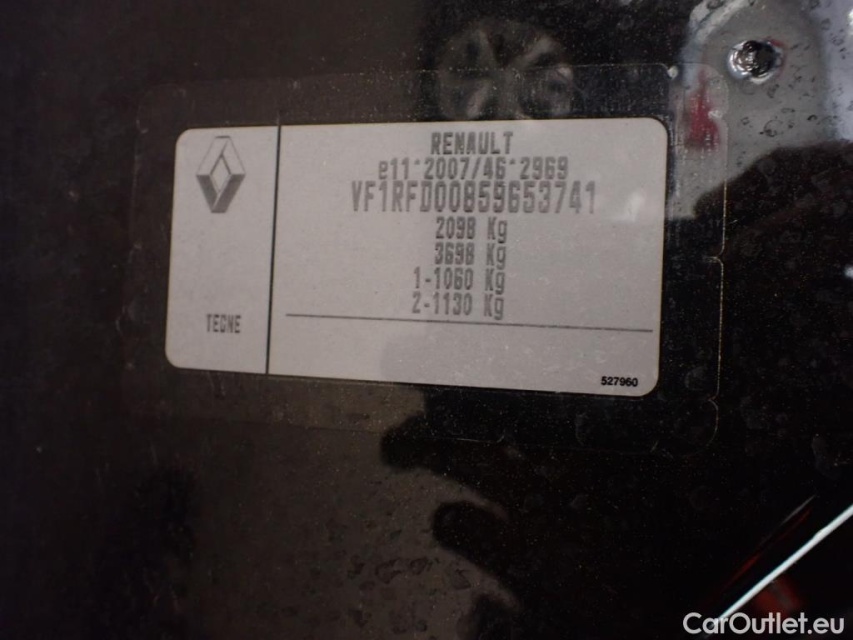 RENAULT
e11*2007/46*2969
VF1RFD00859653741
2098 Kg
3698 Kg
1-1060 Kg
2-1130 Kg
TECNE
527960
CarOutlet.eu